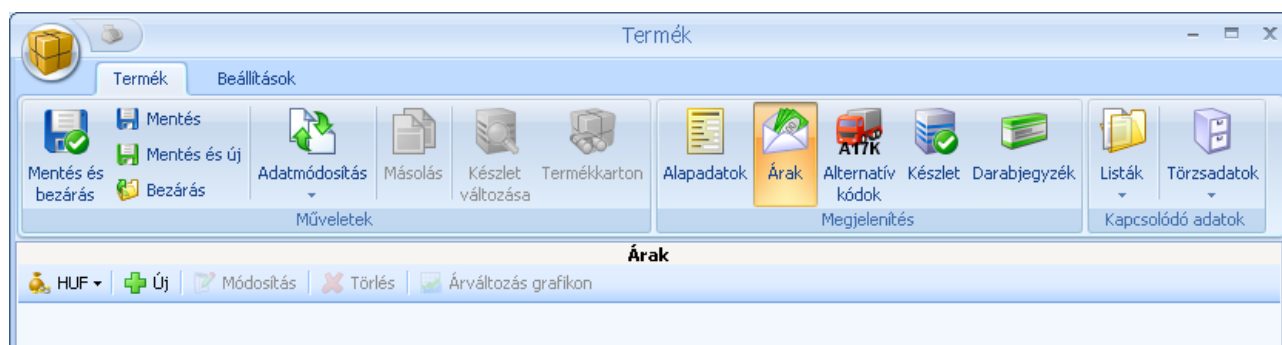 Termék
Termék Beállítások
Mentés és bezárás
Mentés
Mentés és új
Bezárás
Adatmódosítás
Másolás
Készlet változása
Termékkarton
Műveletek
Alapadatok
Árak
A17K
Alternatív kódok
Készlet
Darabjegyzék
Megjelenítés
Listák
Törzsadatok
Kapcsolódó adatok
Árak
HUF Új Módosítás Törlés Árváltozás grafikon